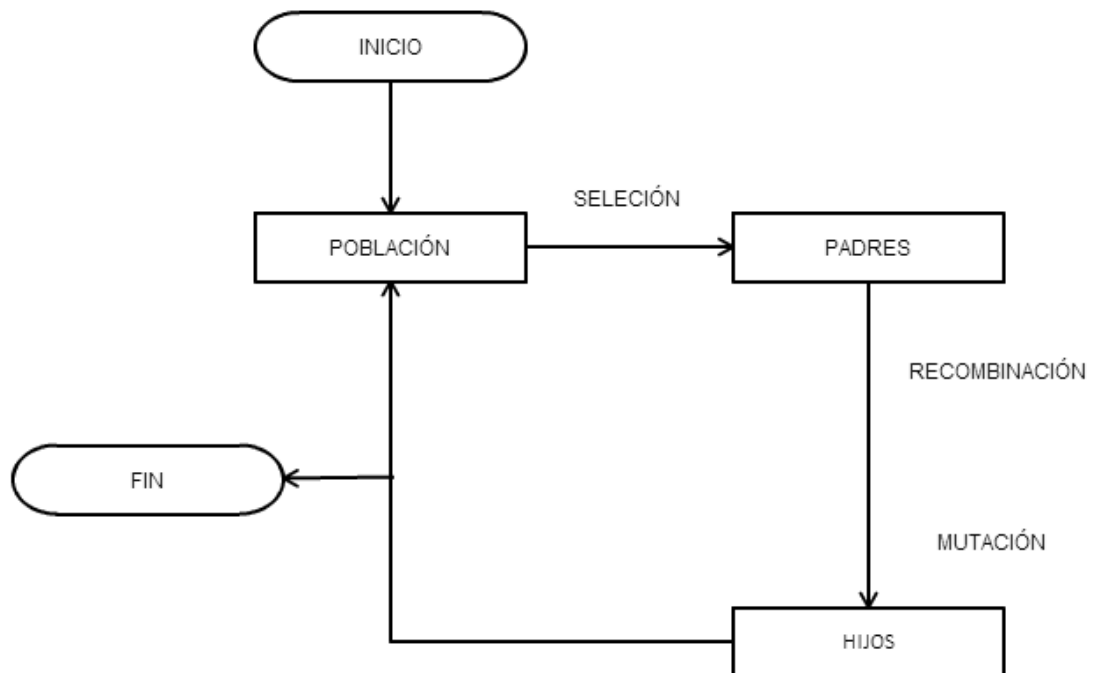 INICIO
SELECIÓN
POBLACIÓN
PADRES
RECOMBINACIÓN
FIN
MUTACIÓN
HIJOS